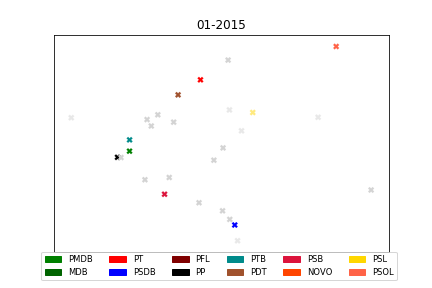 01-2015
PMDB PT PFL PTB PSB PSL
MDB PSDB PP PDT NOVO PSOL